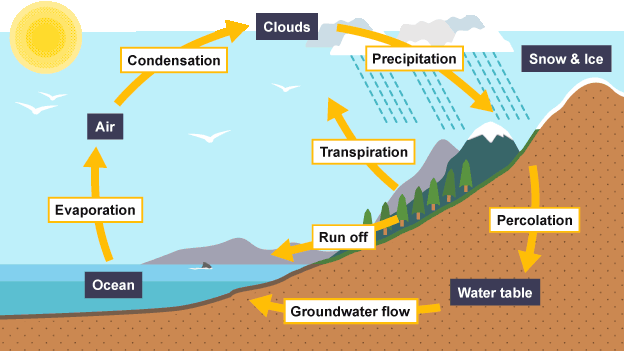 Clouds
Condensation
Precipitation
Snow & Ice
Air
Transpiration
Evaporation
Percolation
Run off
Ocean
Water table
Groundwater flow